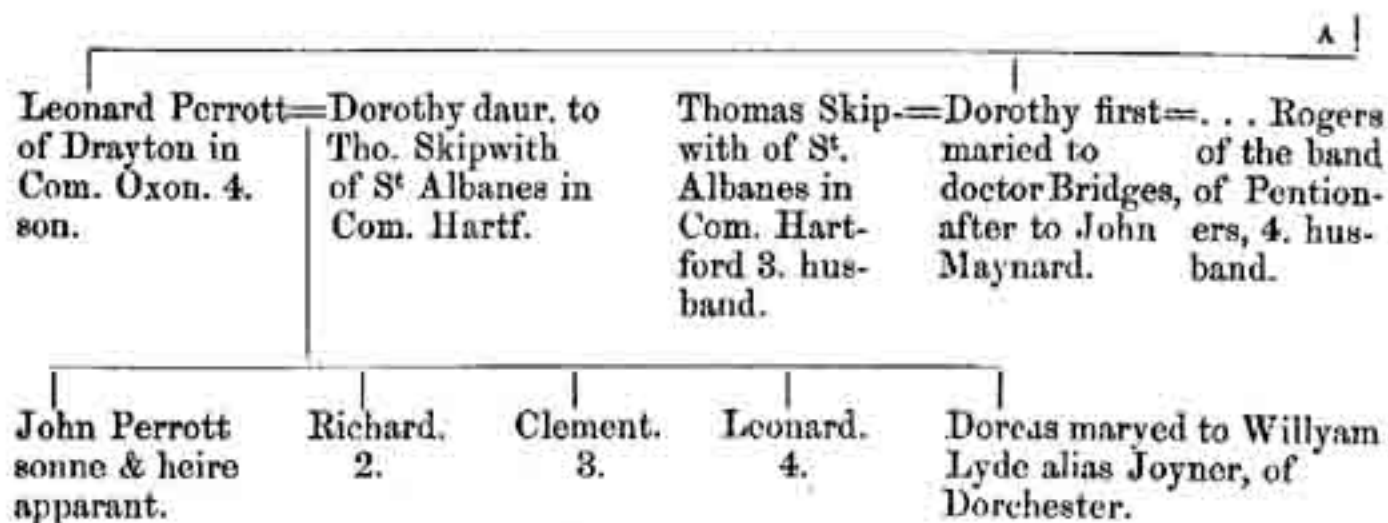 A
Leonard Perrott=Dorothy daur. to
of Drayton in Tho. Skipwith
Com. Oxon. 4. of St Albanes in
son. Com. Hartf.
Thomas Skip-=Dorothy first=. . . Rogers
with of St. maried to of the band
Albanes in doctor Bridges, of Pention-
Com. Hart- after to John ers, 4. hus-
ford 3. hus- Maynard. band.
band.
John Perrott Richard. Clement. Leonard. Dorcas maryed to Willyam
sonne & heire 2. 3. 4. Lyde alias Joyner, of
apparant. Dorchester.